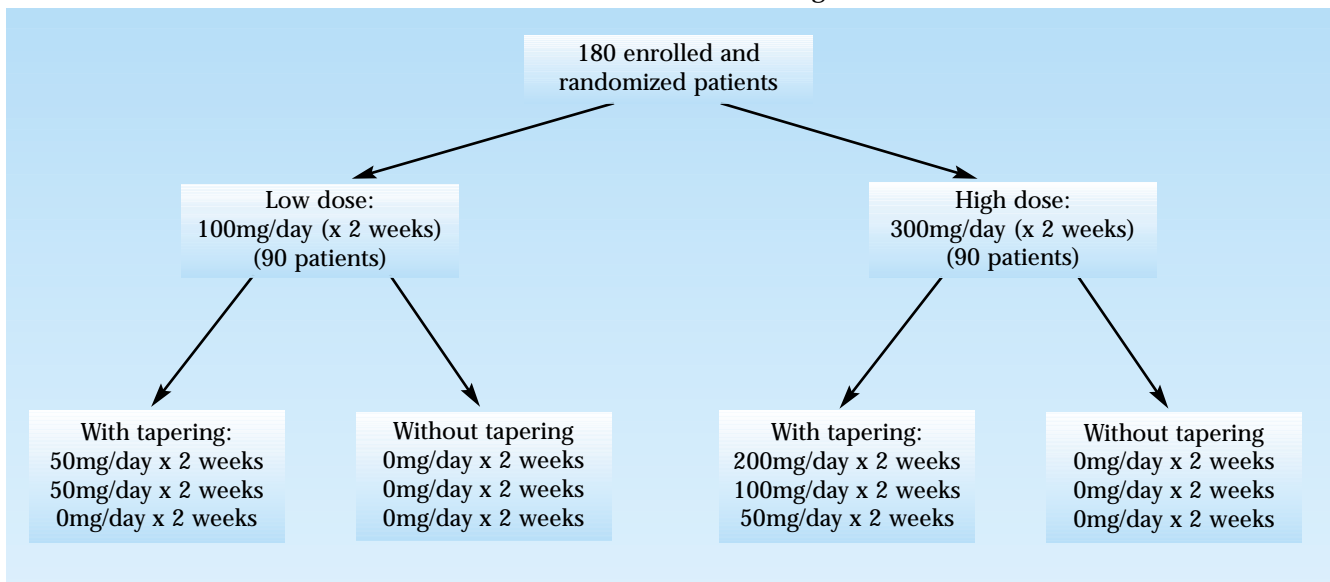 180 enrolled and
randomized patients
Low dose:
100mg/day (x 2 weeks)
(90 patients)
High dose:
300mg/day (x 2 weeks)
(90 patients)
With tapering:
50mg/day x 2 weeks
50mg/day x 2 weeks
0mg/day x 2 weeks
Without tapering
0mg/day x 2 weeks
0mg/day x 2 weeks
0mg/day x 2 weeks
With tapering:
200mg/day x 2 weeks
100mg/day x 2 weeks
50mg/day x 2 weeks
Without tapering
0mg/day x 2 weeks
0mg/day x 2 weeks
0mg/day x 2 weeks